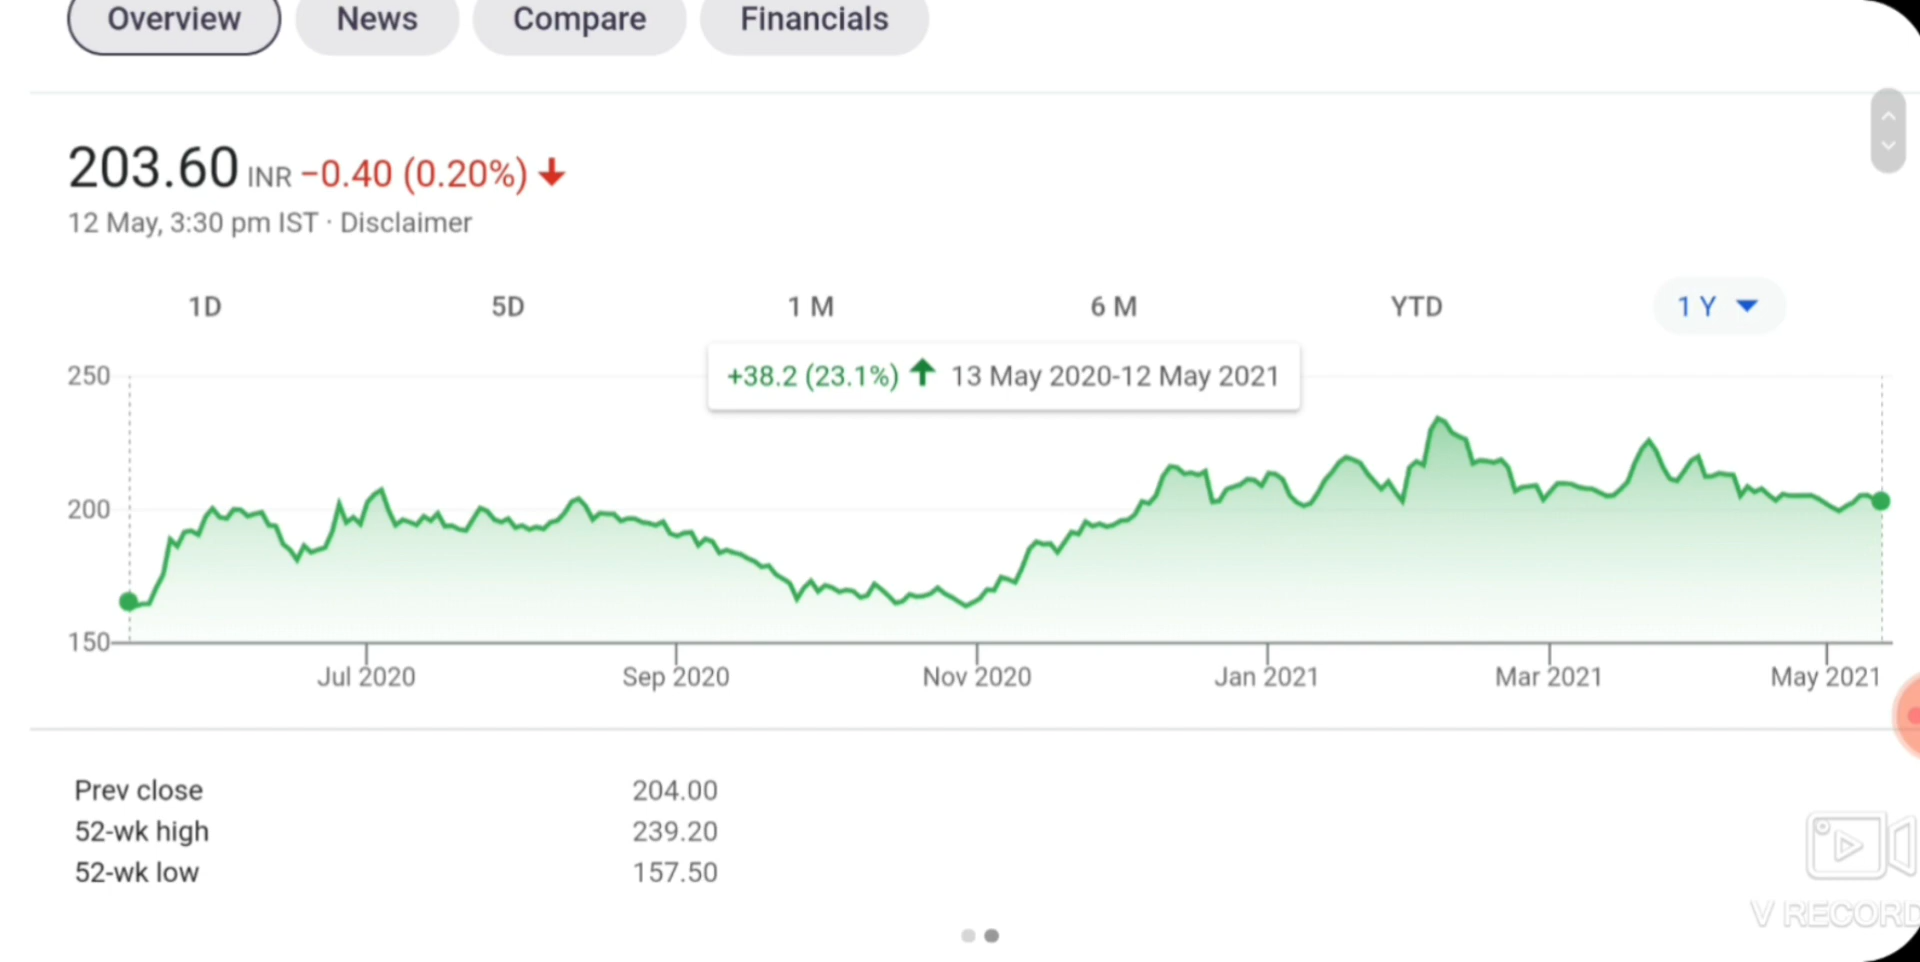 Overview News Compare Financials
203.60 INR −0.40 (0.20%)
12 May, 3:30 pm IST · Disclaimer
1D 5D 1 M 6 M YTD 1 Y
+38.2 (23.1%) 13 May 2020-12 May 2021
250
200
150
Jul 2020 Sep 2020 Nov 2020 Jan 2021 Mar 2021 May 2021
Prev close 204.00
52-wk high 239.20
52-wk low 157.50
V RECORD